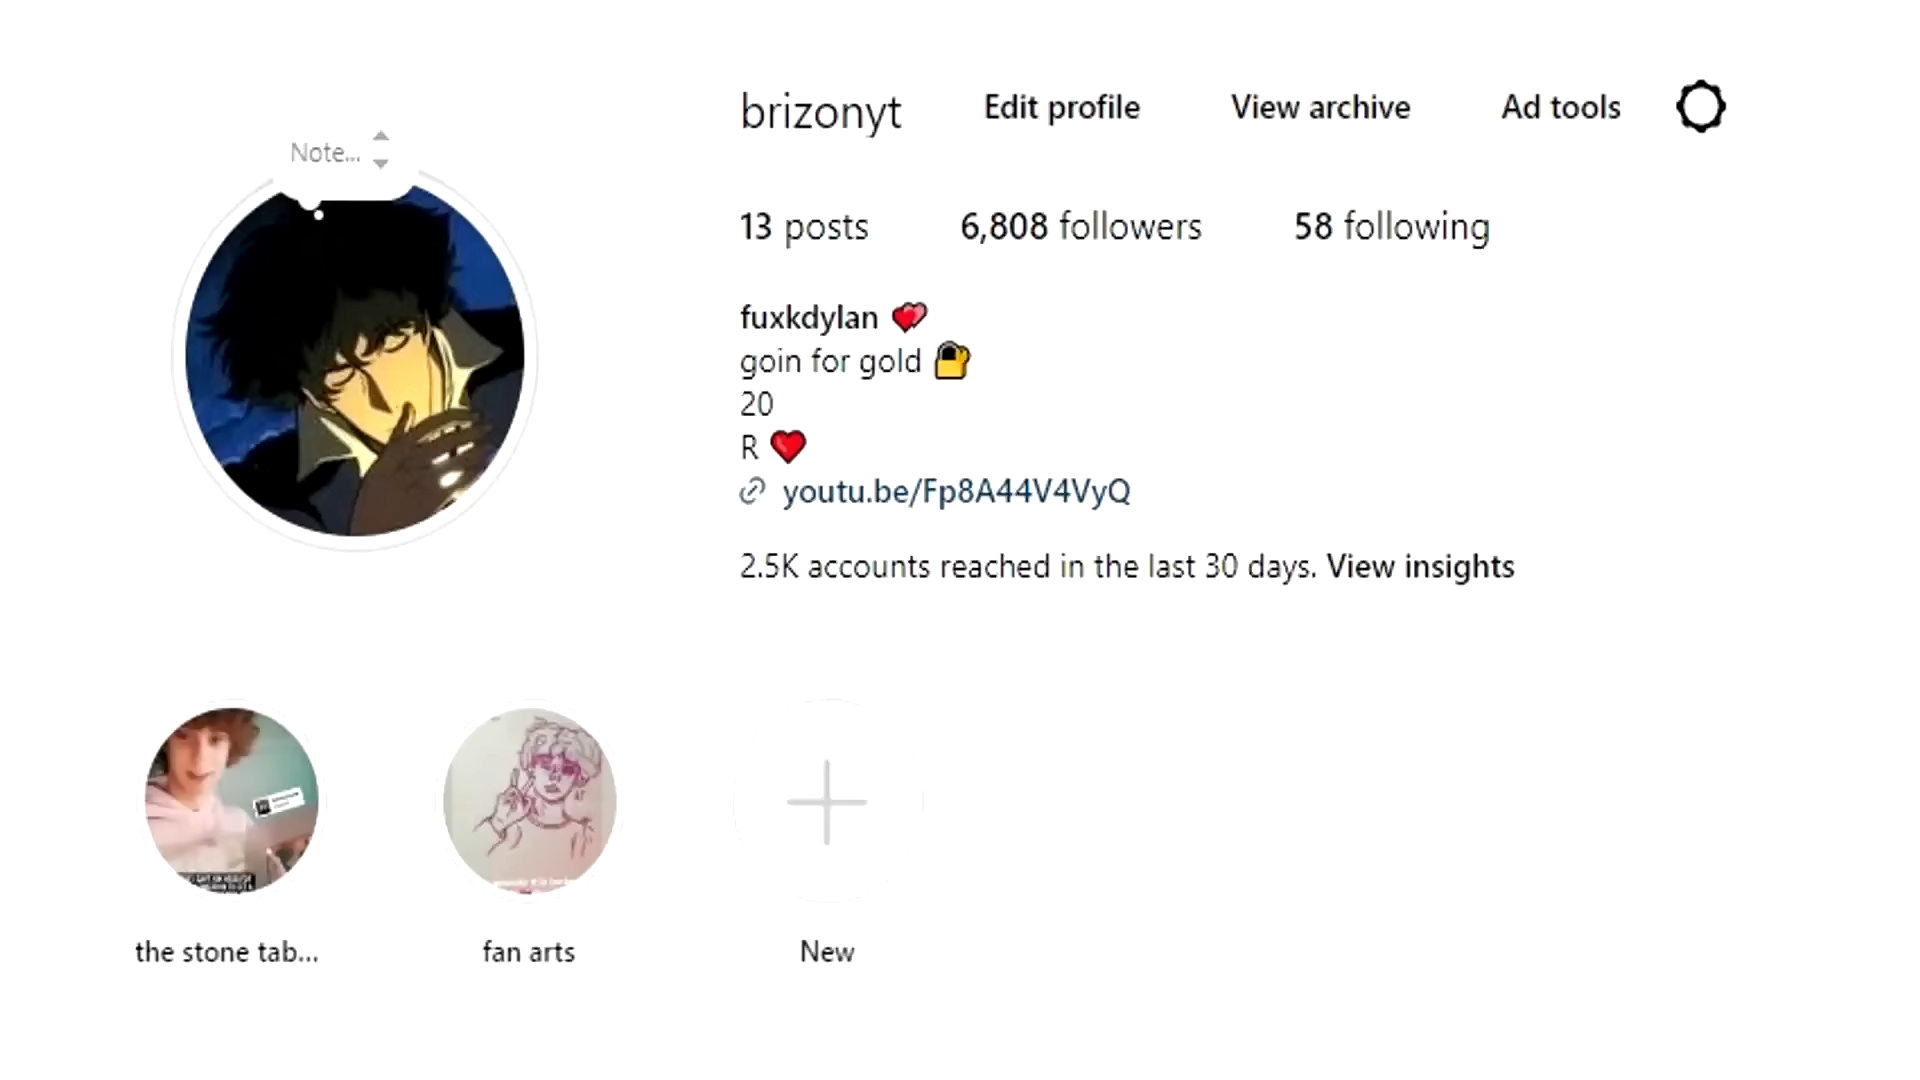 brizonyt Edit profile View archive Ad tools
Note...
13 posts 6,808 followers 58 following
fuxkdylan 💕
goin for gold 🔐
20
R ❤️
youtu.be/Fp8A44V4VyQ
2.5K accounts reached in the last 30 days. View insights
the stone tab... fan arts New